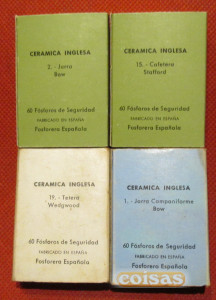 CERAMICA INGLESA
2. - Jarra
Bow
60 Fósforos de Seguridad
FABRICADO EN ESPAÑA
Fosforera Española
CERAMICA INGLESA
15. - Cafetera
Stafford
60 Fósforos de Seguridad
FABRICADO EN ESPAÑA
Fosforera Española
CERAMICA INGLESA
19. - Tetera
Wedgwood
60 Fósforos de Seguridad
FABRICADO EN ESPAÑA
Fosforera Española
CERAMICA INGLESA
1. - Jarra Campaniforme
Bow
60 Fósforos de Seguridad
FABRICADO EN ESPAÑA
Fosforera Española
coisas